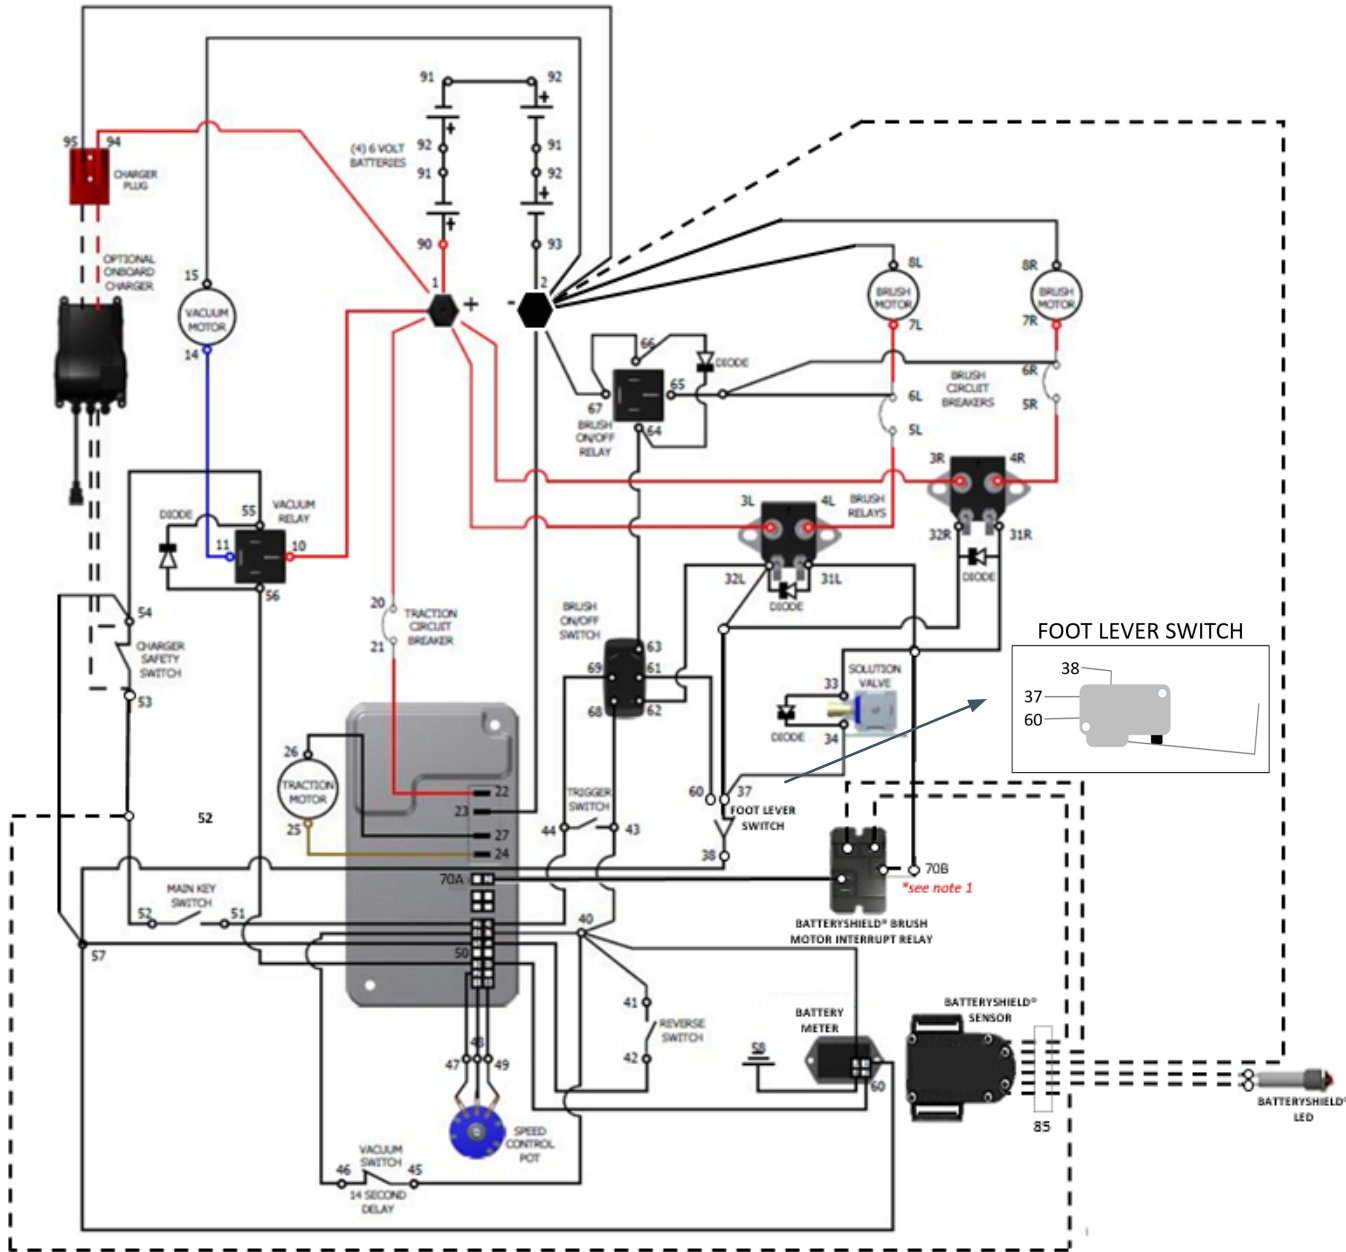 91
92
+
+
95
94
(4) 6 VOLT
BATTERIES
92
91
91
92
CHARGER
PLUG
+
+
90
93
OPTIONAL
ONBOARD
CHARGER
15
1
2
+
-
VACUUM
MOTOR
14
8L
8R
BRUSH
MOTOR
BRUSH
MOTOR
7L
7R
66
DIODE
65
67
64
BRUSH
ON/OFF
RELAY
BRUSH
CIRCUIT
BREAKERS
6R
5R
6L
5L
3R
4R
3L
4L
BRUSH
RELAYS
32R
31R
DIODE
32L
31L
DIODE
DIODE
55
VACUUM
RELAY
11
10
56
54
CHARGER
SAFETY
SWITCH
53
20
21
TRACTION
CIRCUIT
BREAKER
BRUSH
ON/OFF
SWITCH
63
69
61
68
62
FOOT LEVER SWITCH
38
37
60
SOLUTION
VALVE
33
DIODE
34
26
TRACTION
MOTOR
25
22
23
27
24
70A
50
52
TRIGGER
SWITCH
44
43
60
37
FOOT LEVER
SWITCH
38
70B
*see note 1
BATTERYSHIELD® BRUSH
MOTOR INTERRUPT RELAY
MAIN KEY
SWITCH
52
51
40
57
41
REVERSE
SWITCH
42
BATTERY
METER
58
60
BATTERYSHIELD®
SENSOR
85
BATTERYSHIELD®
LED
47
48
49
SPEED
CONTROL
POT
VACUUM
SWITCH
46
45
14 SECOND
DELAY